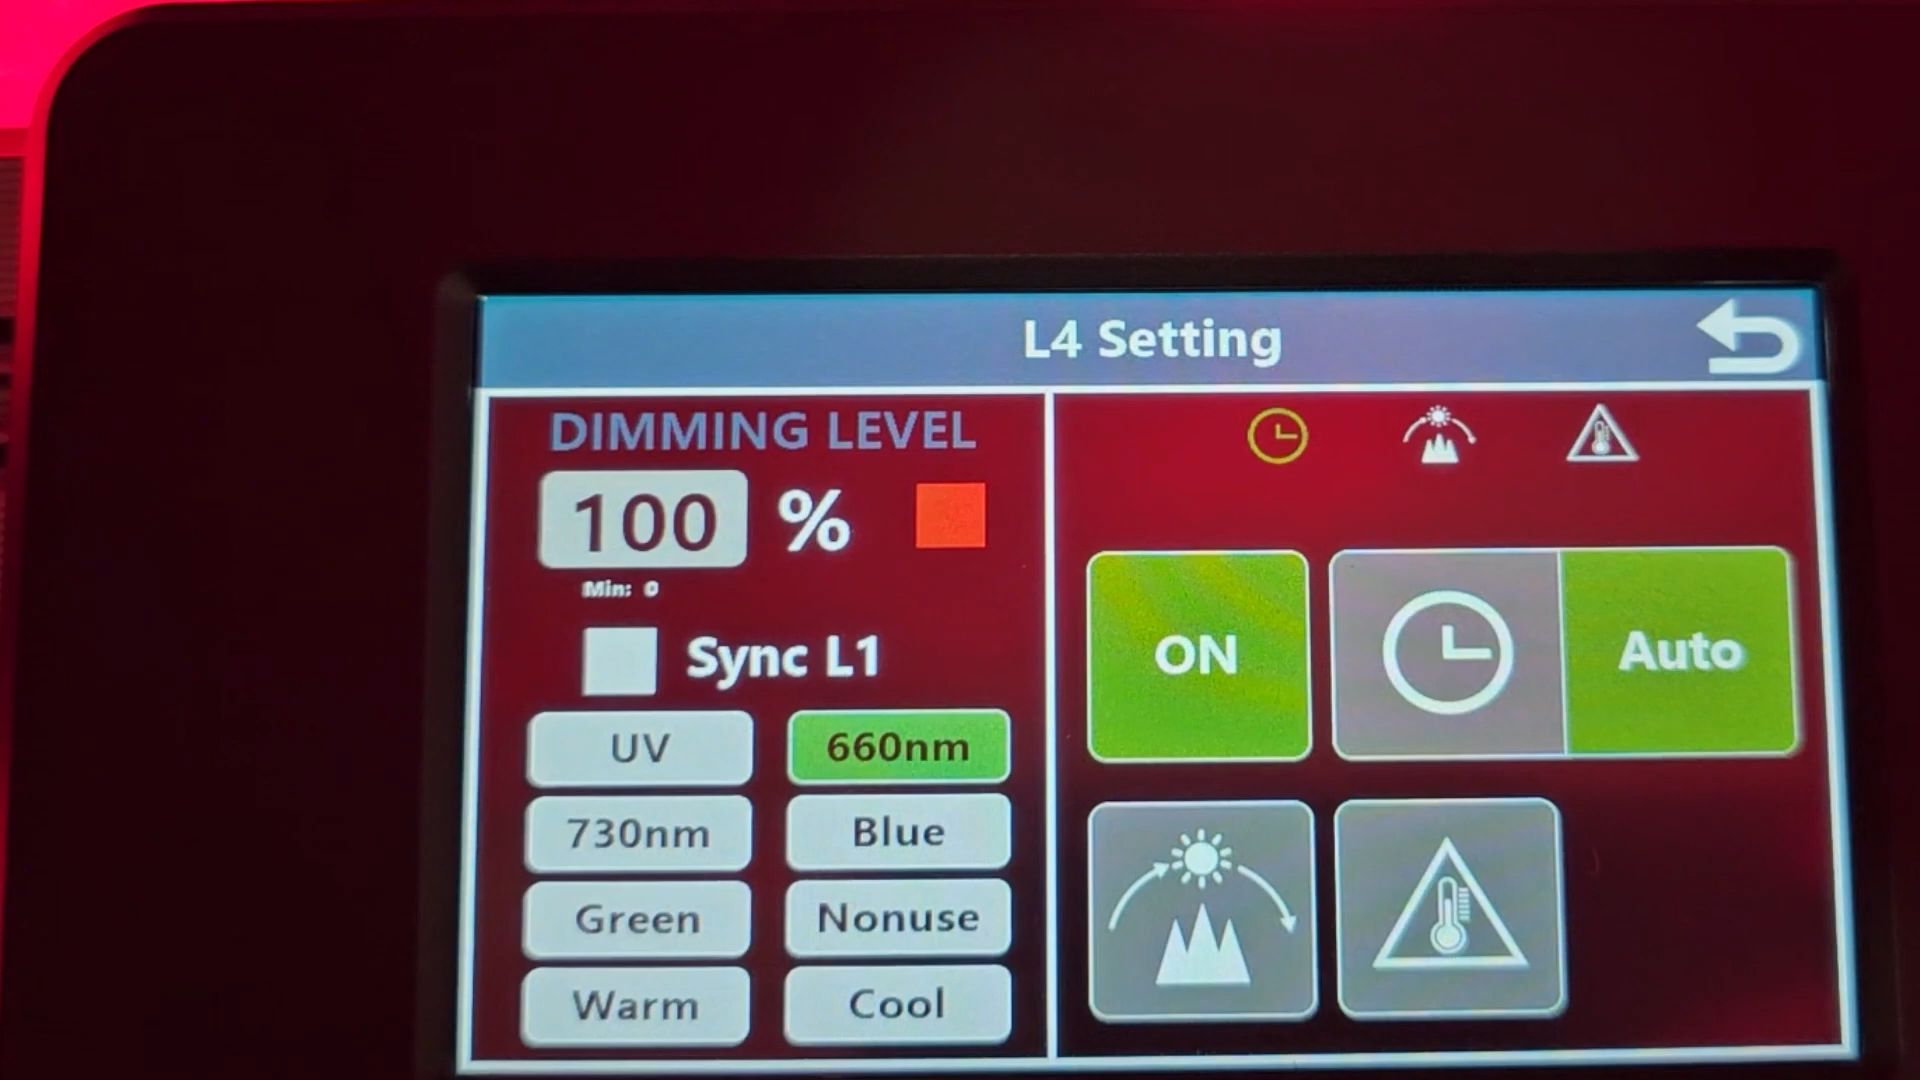 L4 Setting
DIMMING LEVEL
100 %
Min: 0
Sync L1
UV 660nm
730nm Blue
Green Nonuse
Warm Cool
ON Auto